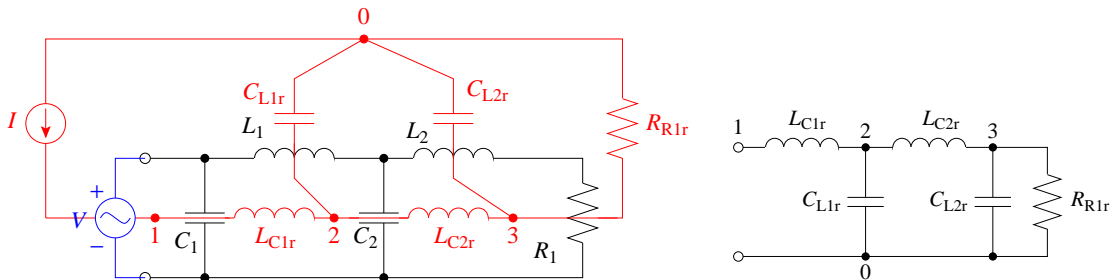 0
C_L1r
C_L2r
I
L_1
L_2
R_R1r
+
V
−
1
C_1
L_C1r
2
C_2
L_C2r
3
R_1
1
L_C1r
2
L_C2r
3
C_L1r
C_L2r
R_R1r
0